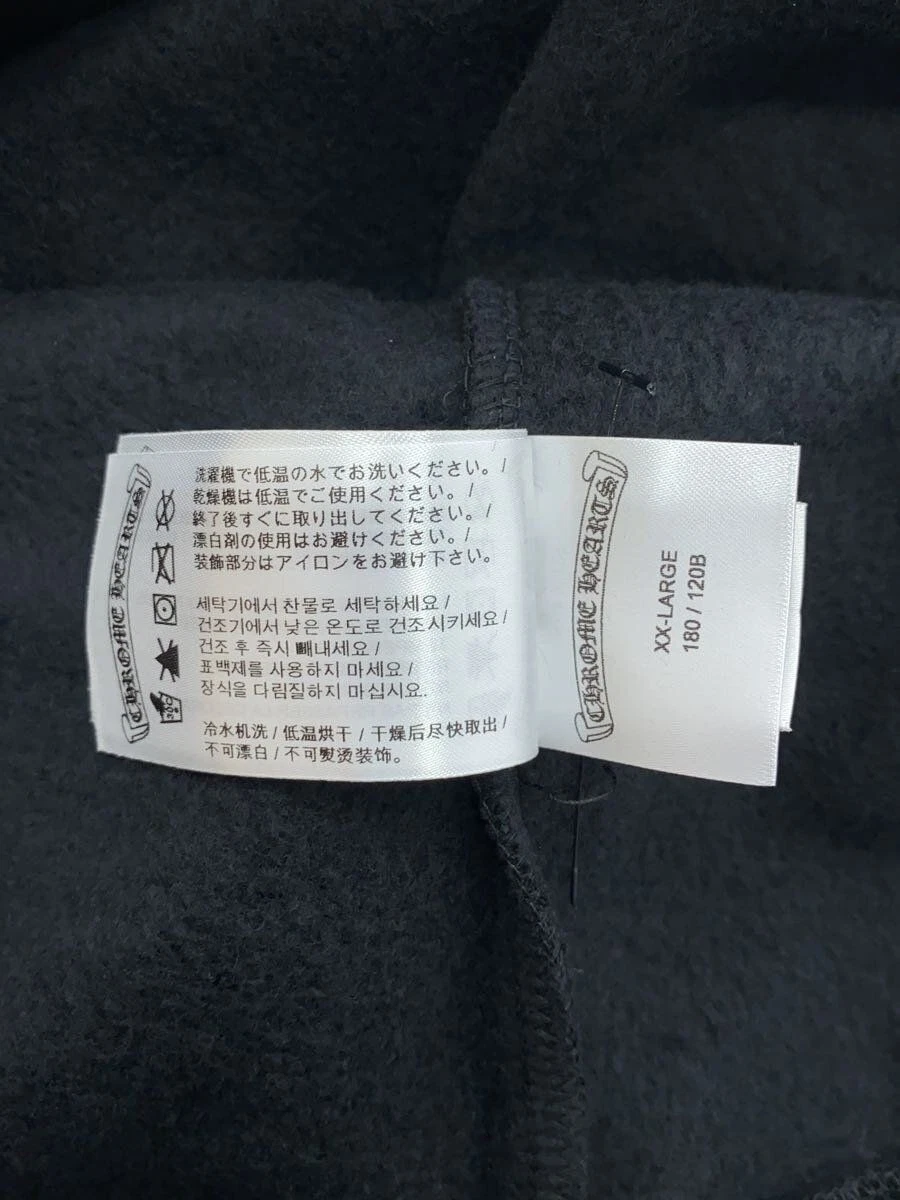 CHROME HEARTS
洗濯機で低温の水でお洗いください。/
乾燥機は低温でご使用ください。/
終了後すぐに取り出してください。/
漂白剤の使用はお避けください。/
装飾部分はアイロンをお避け下さい。
세탁기에서 찬물로 세탁하세요 /
건조기에서 낮은 온도로 건조시키세요 /
건조 후 즉시 빼내세요 /
표백제를 사용하지 마세요 /
장식을 다림질하지 마십시요.
冷水机洗 / 低温烘干 / 干燥后尽快取出 /
不可漂白 / 不可熨烫装饰。
CHROME HEARTS
XX-LARGE
180 / 120B